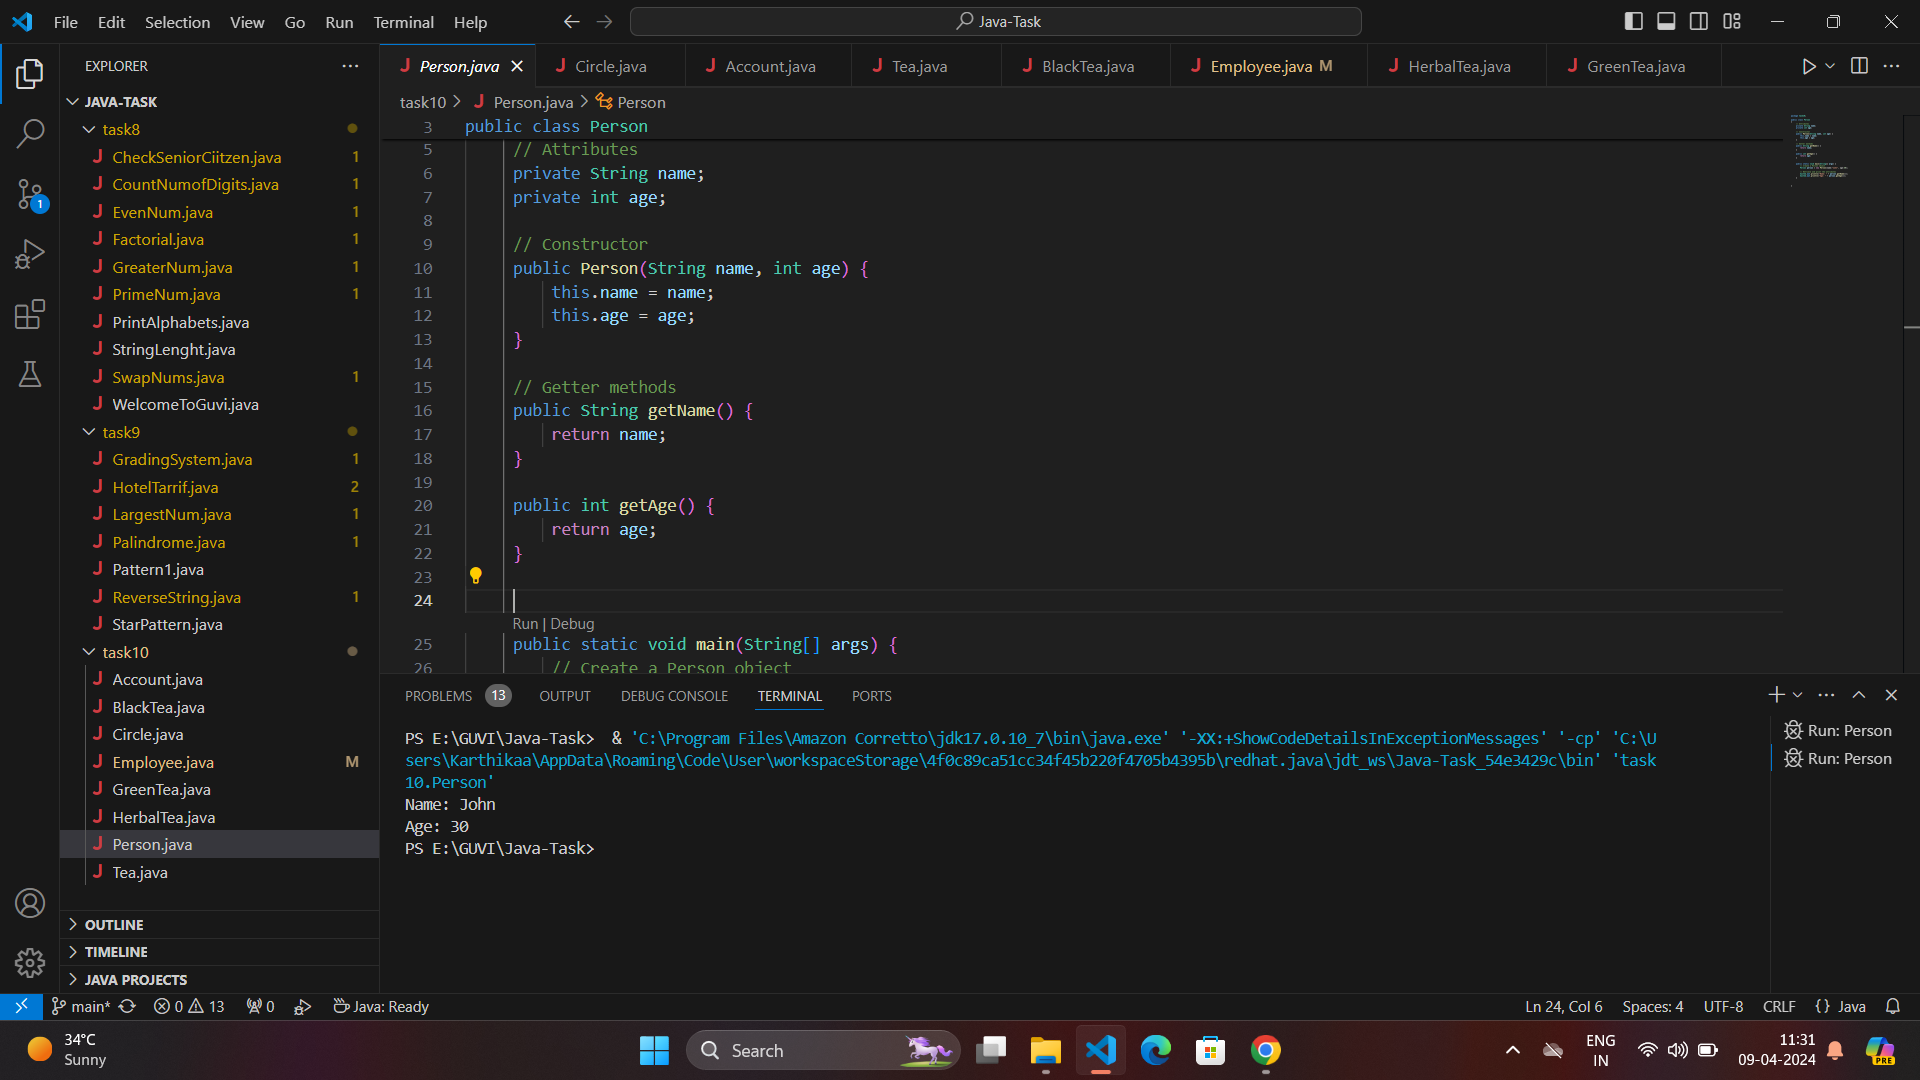 File Edit Selection View Go Run Terminal Help
Java-Task
EXPLORER
JAVA-TASK
task8
CheckSeniorCiitzen.java 1
CountNumofDigits.java 1
EvenNum.java 1
Factorial.java 1
GreaterNum.java 1
PrimeNum.java 1
PrintAlphabets.java
StringLenght.java
SwapNums.java 1
WelcomeToGuvi.java
task9
GradingSystem.java 1
HotelTarrif.java 2
LargestNum.java 1
Palindrome.java 1
Pattern1.java
ReverseString.java 1
StarPattern.java
task10
Account.java
BlackTea.java
Circle.java
Employee.java M
GreenTea.java
HerbalTea.java
Person.java
Tea.java
OUTLINE
TIMELINE
JAVA PROJECTS
1
Person.java Circle.java Account.java Tea.java BlackTea.java Employee.java M HerbalTea.java GreenTea.java
task10 > Person.java > Person
3 public class Person
5 // Attributes
6 private String name;
7 private int age;
8
9 // Constructor
10 public Person(String name, int age) {
11 this.name = name;
12 this.age = age;
13 }
14
15 // Getter methods
16 public String getName() {
17 return name;
18 }
19
20 public int getAge() {
21 return age;
22 }
23
24
Run | Debug
25 public static void main(String[] args) {
26 // Create a Person object
PROBLEMS 13 OUTPUT DEBUG CONSOLE TERMINAL PORTS
PS E:\GUVI\Java-Task>  & 'C:\Program Files\Amazon Corretto\jdk17.0.10_7\bin\java.exe' '-XX:+ShowCodeDetailsInExceptionMessages' '-cp' 'C:\U
sers\Karthikaa\AppData\Roaming\Code\User\workspaceStorage\4f0c89ca51cc34f45b220f4705b4395b\redhat.java\jdt_ws\Java-Task_54e3429c\bin' 'task
10.Person'
Name: John
Age: 30
PS E:\GUVI\Java-Task>
Run: Person
Run: Person
main* 0 13 0 Java: Ready
Ln 24, Col 6 Spaces: 4 UTF-8 CRLF {} Java
34°C
Sunny
Search
ENG
IN
11:31
09-04-2024
PRE